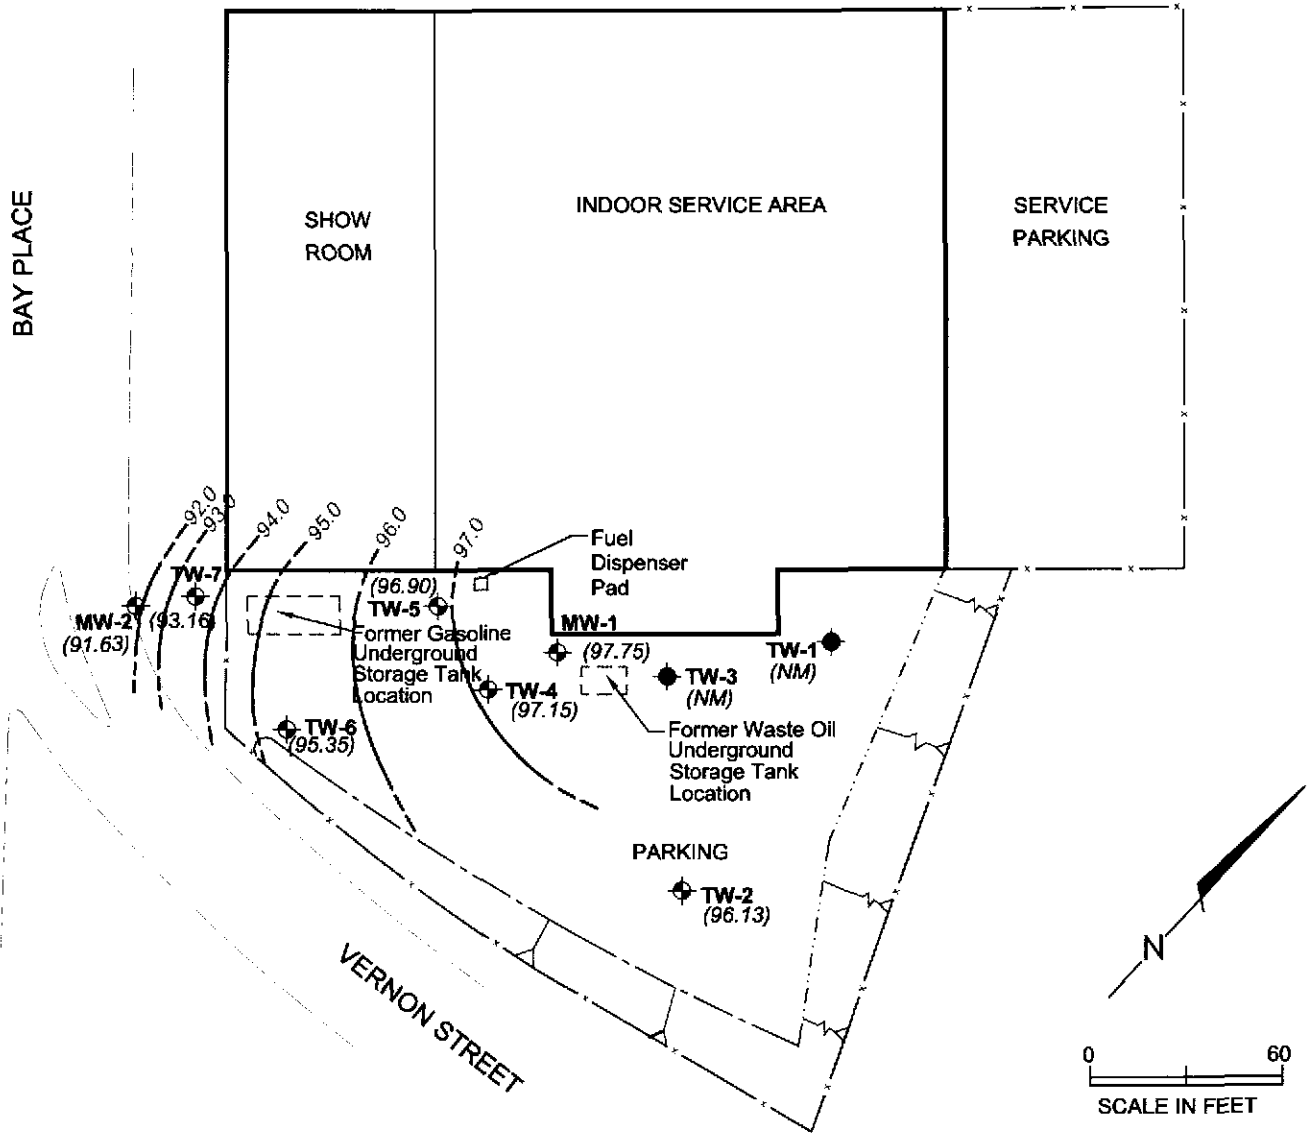 BAY PLACE
SHOW
ROOM
INDOOR SERVICE AREA
SERVICE
PARKING
92.0
93.0
94.0
95.0
96.0
97.0
Fuel
Dispenser
Pad
TW-7
(93.16)
MW-2
(91.63)
(96.90)
TW-5
Former Gasoline
Underground
Storage Tank
Location
MW-1
(97.75)
TW-1
(NM)
TW-3
(NM)
TW-4
(97.15)
TW-6
(95.35)
Former Waste Oil
Underground
Storage Tank
Location
PARKING
TW-2
(96.13)
VERNON STREET
N
0 60
SCALE IN FEET